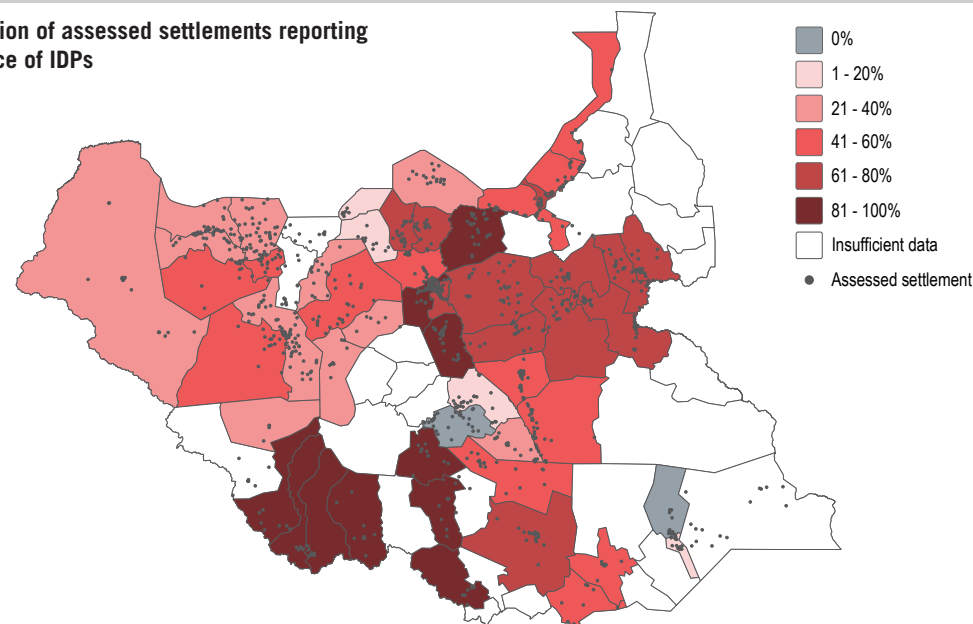 ion of assessed settlements reporting
ce of IDPs
0%
1 - 20%
21 - 40%
41 - 60%
61 - 80%
81 - 100%
Insufficient data
Assessed settlement